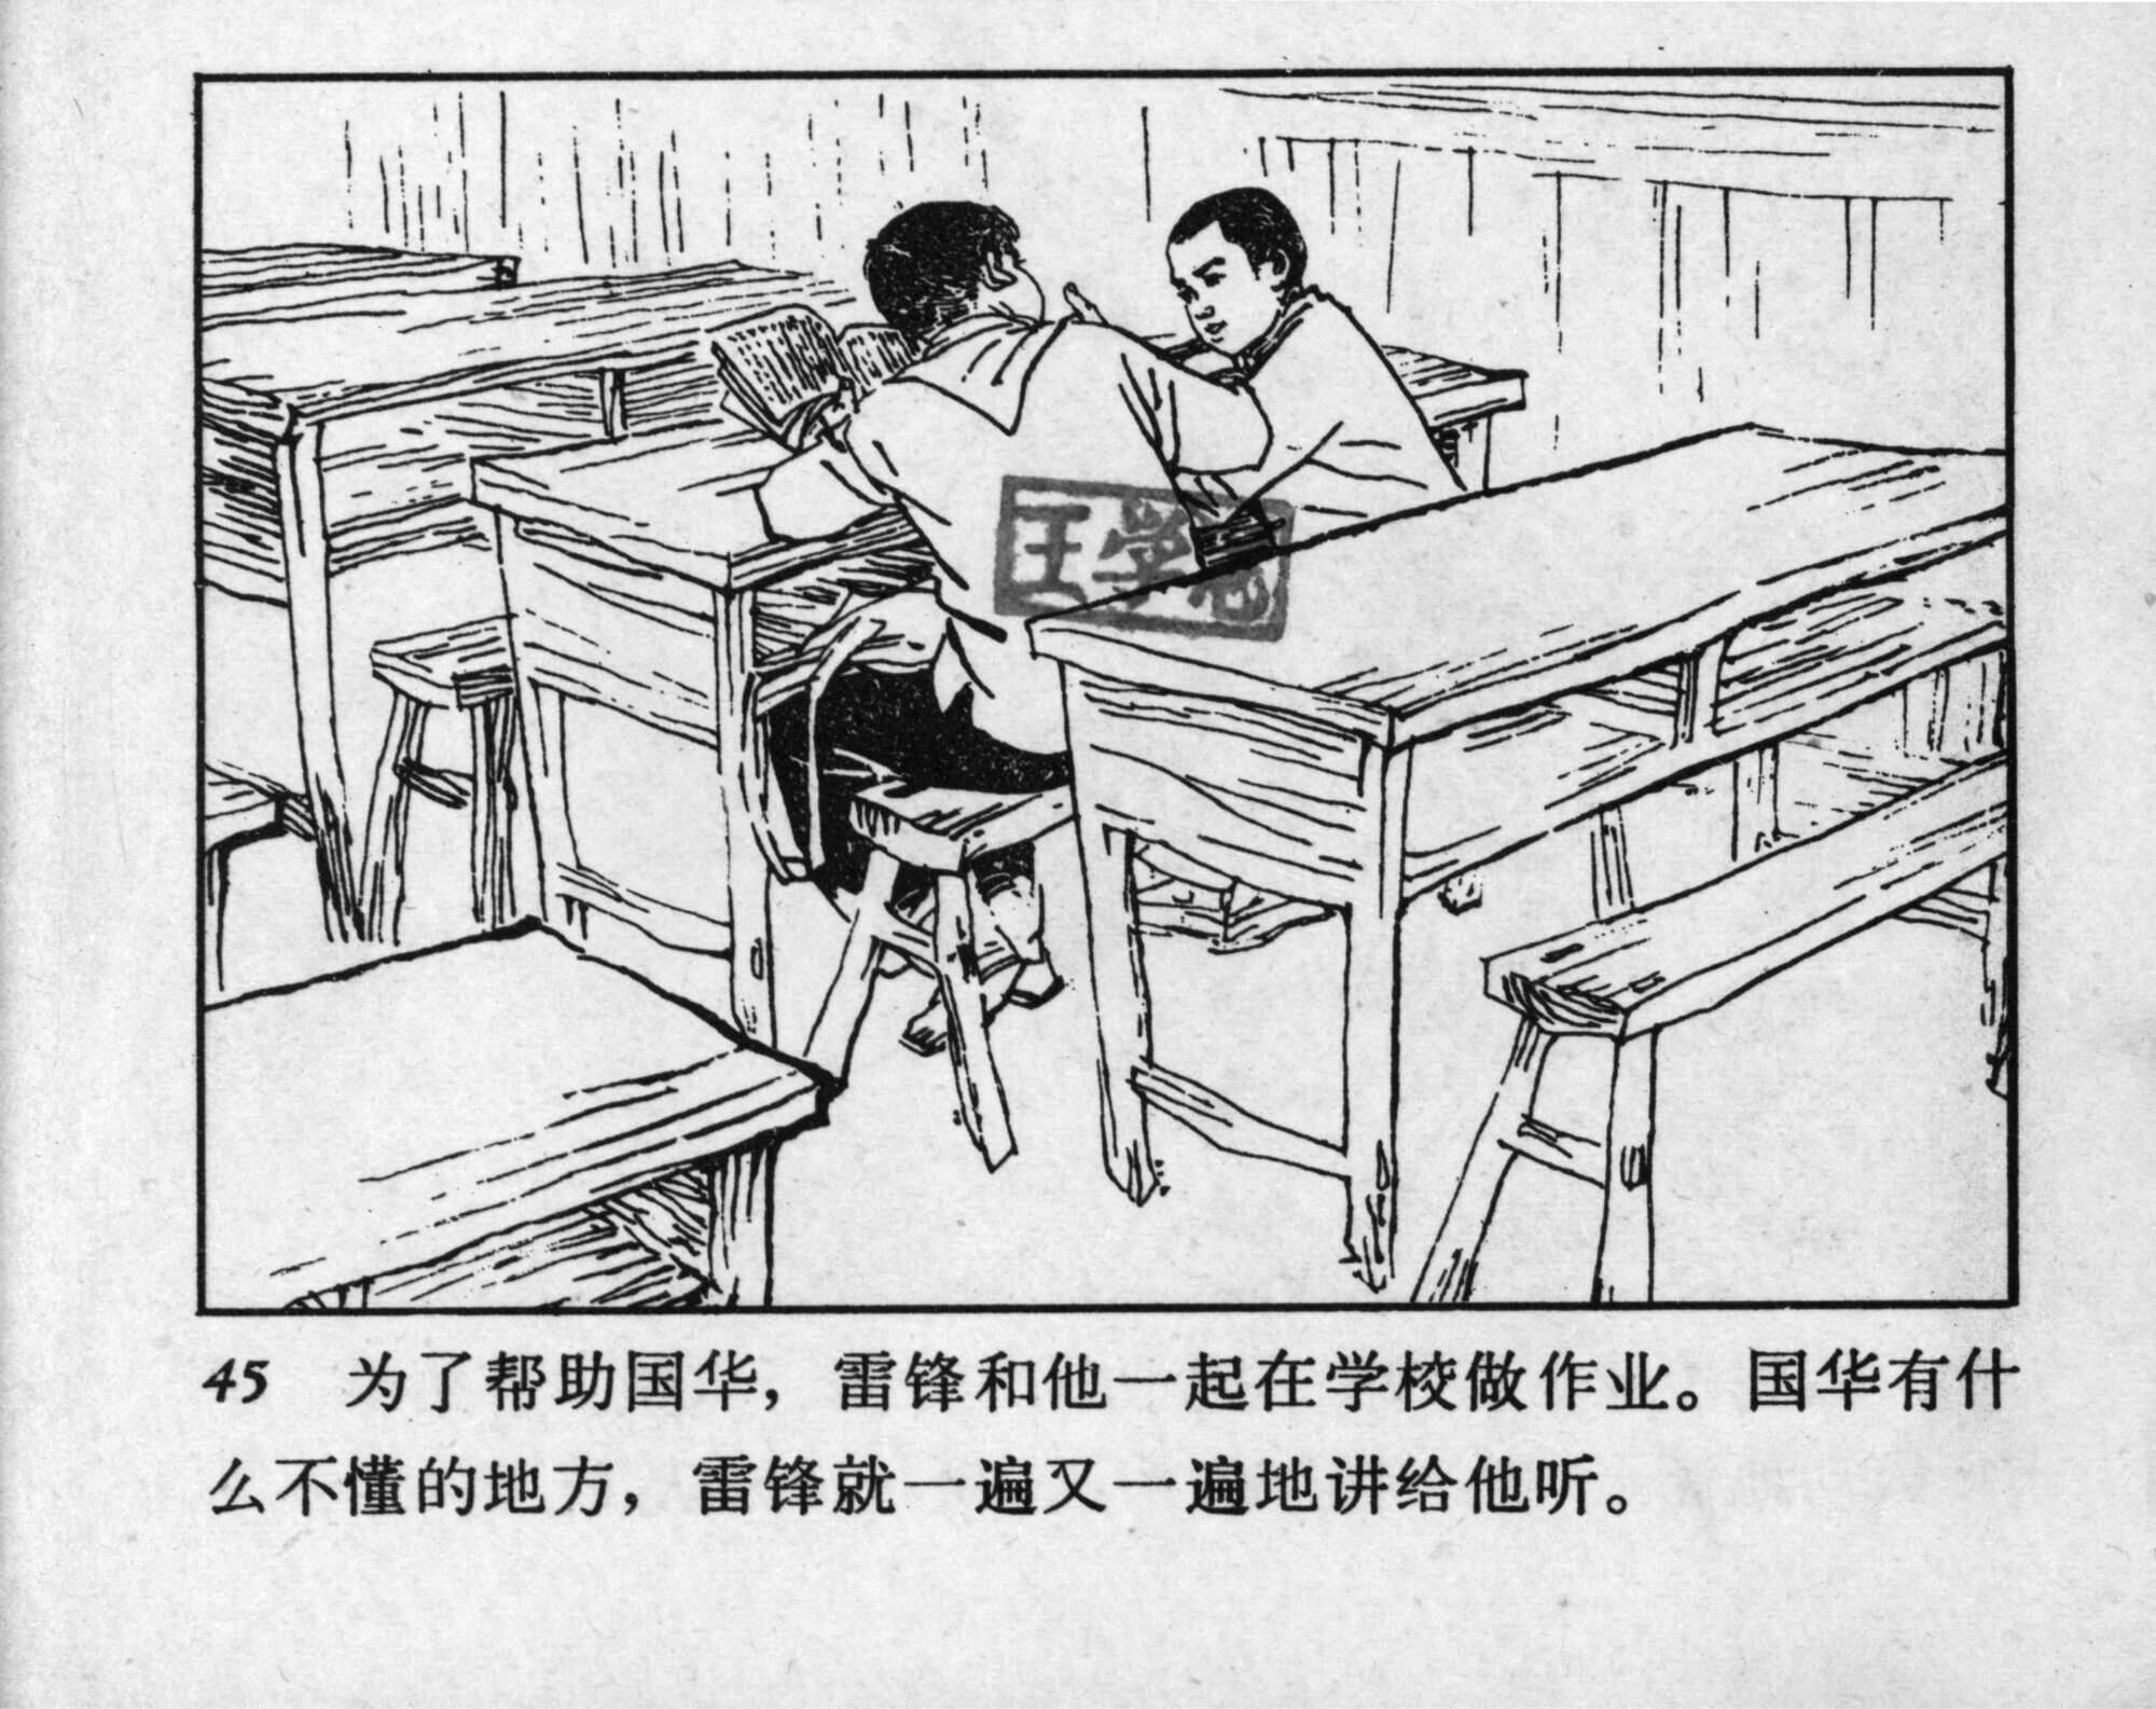 王学
45 为了帮助国华，雷锋和他一起在学校做作业。国华有什
么不懂的地方，雷锋就一遍又一遍地讲给他听。